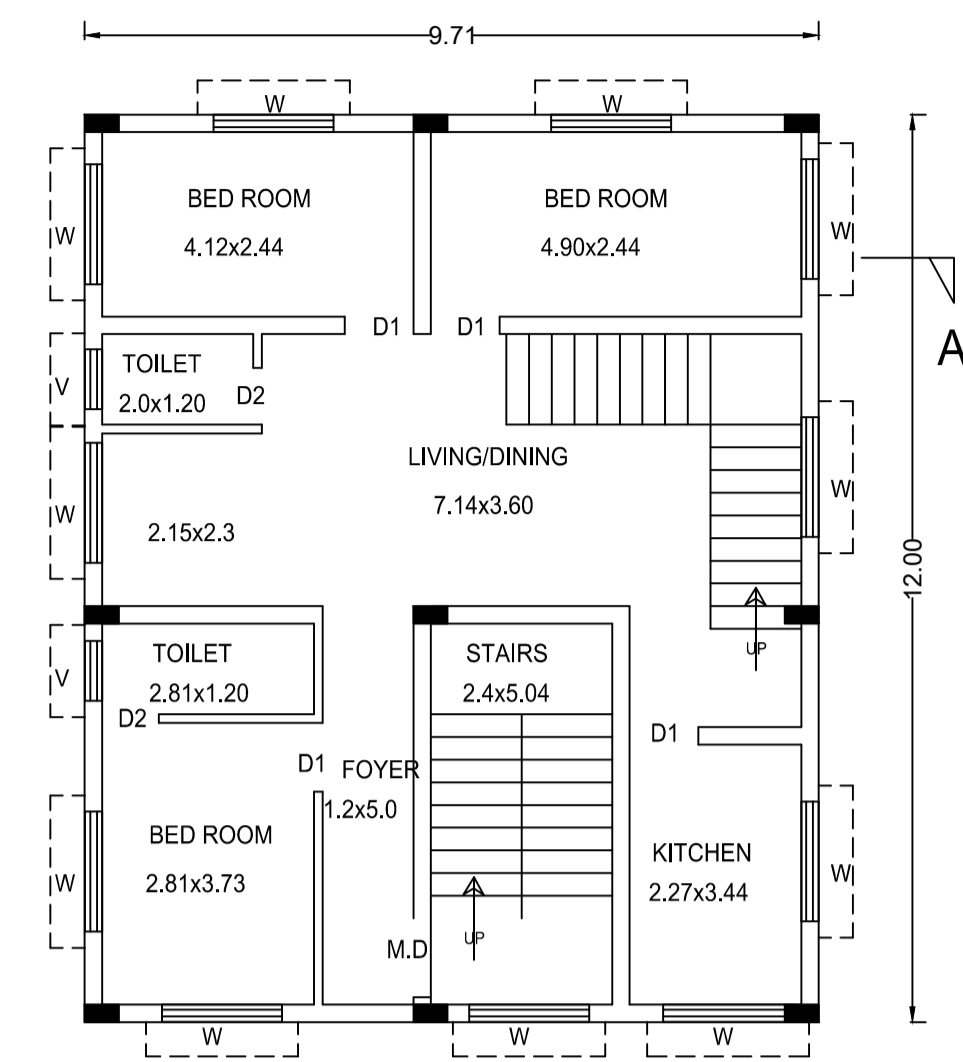 9.71
W
W
BED ROOM
4.12x2.44
BED ROOM
4.90x2.44
W
W
A
D1
D1
TOILET
2.0x1.20
V
D2
LIVING/DINING
7.14x3.60
W
W
2.15x2.3
12.00
TOILET
2.81x1.20
V
D2
STAIRS
2.4x5.04
UP
D1
D1
FOYER
1.2x5.0
BED ROOM
2.81x3.73
W
KITCHEN
2.27x3.44
W
M.D
UP
W
W
W